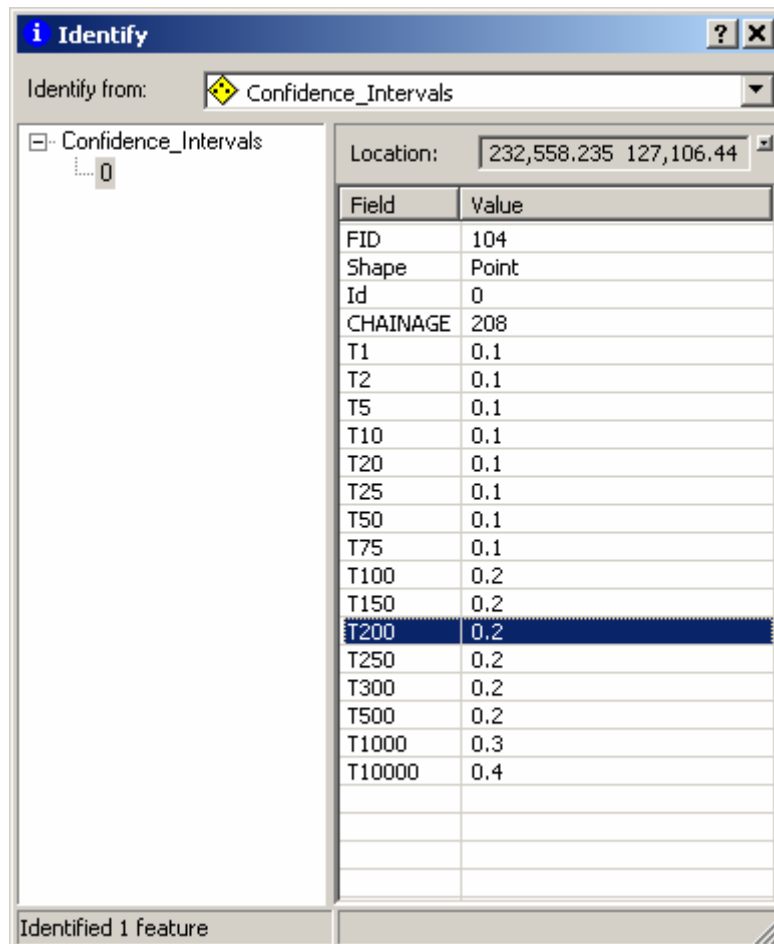 Identify
Identify from: Confidence_Intervals
Confidence_Intervals
0
Location: 232,558.235 127,106.44
Field Value
FID 104
Shape Point
Id 0
CHAINAGE 208
T1 0.1
T2 0.1
T5 0.1
T10 0.1
T20 0.1
T25 0.1
T50 0.1
T75 0.1
T100 0.2
T150 0.2
T200 0.2
T250 0.2
T300 0.2
T500 0.2
T1000 0.3
T10000 0.4
Identified 1 feature